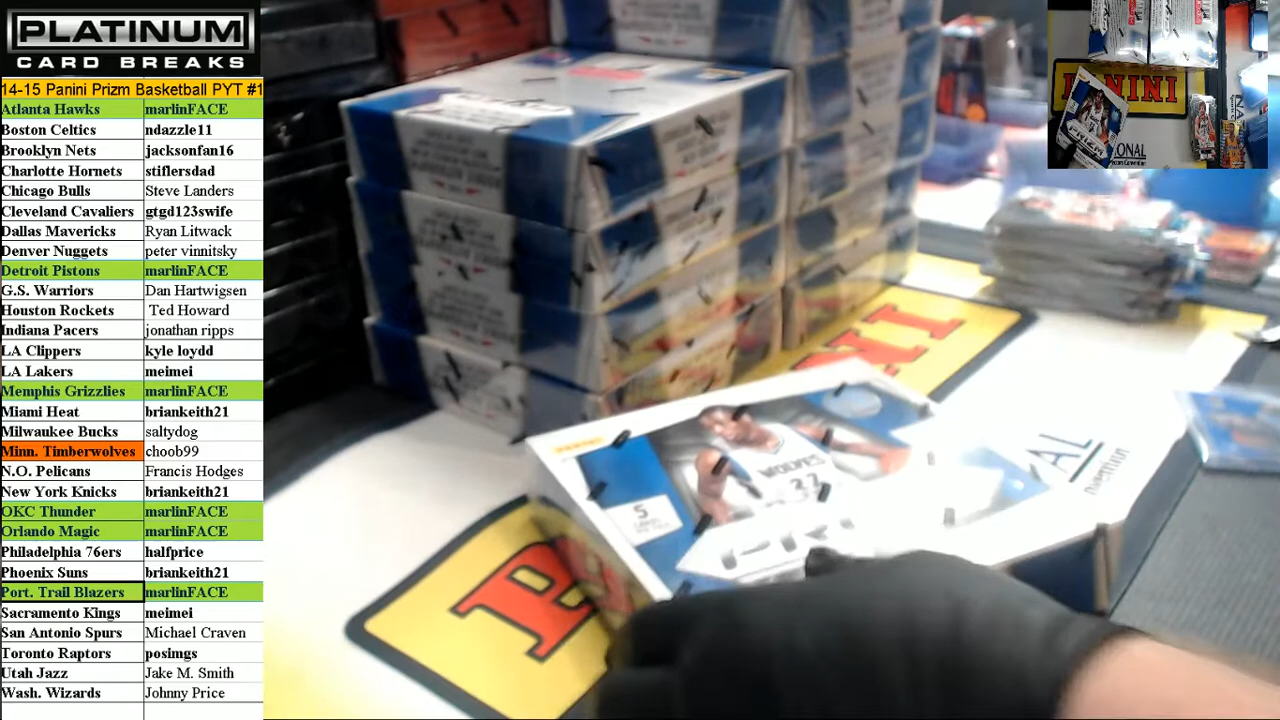 PLATINUM
CARD BREAKS
14-15 Panini Prizm Basketball PYT #1
Atlanta Hawks marlinFACE
Boston Celtics ndazzle11
Brooklyn Nets jacksonfan16
Charlotte Hornets stiflersdad
Chicago Bulls Steve Landers
Cleveland Cavaliers gtgd123swife
Dallas Mavericks Ryan Litwack
Denver Nuggets peter vinnitsky
Detroit Pistons marlinFACE
G.S. Warriors Dan Hartwigsen
Houston Rockets Ted Howard
Indiana Pacers jonathan ripps
LA Clippers kyle loydd
LA Lakers meimei
Memphis Grizzlies marlinFACE
Miami Heat briankeith21
Milwaukee Bucks saltydog
Minn. Timberwolves choob99
N.O. Pelicans Francis Hodges
New York Knicks briankeith21
OKC Thunder marlinFACE
Orlando Magic marlinFACE
Philadelphia 76ers halfprice
Phoenix Suns briankeith21
Port. Trail Blazers marlinFACE
Sacramento Kings meimei
San Antonio Spurs Michael Craven
Toronto Raptors posimgs
Utah Jazz Jake M. Smith
Wash. Wizards Johnny Price
PANINI
ONAL
WOLVES
22
5